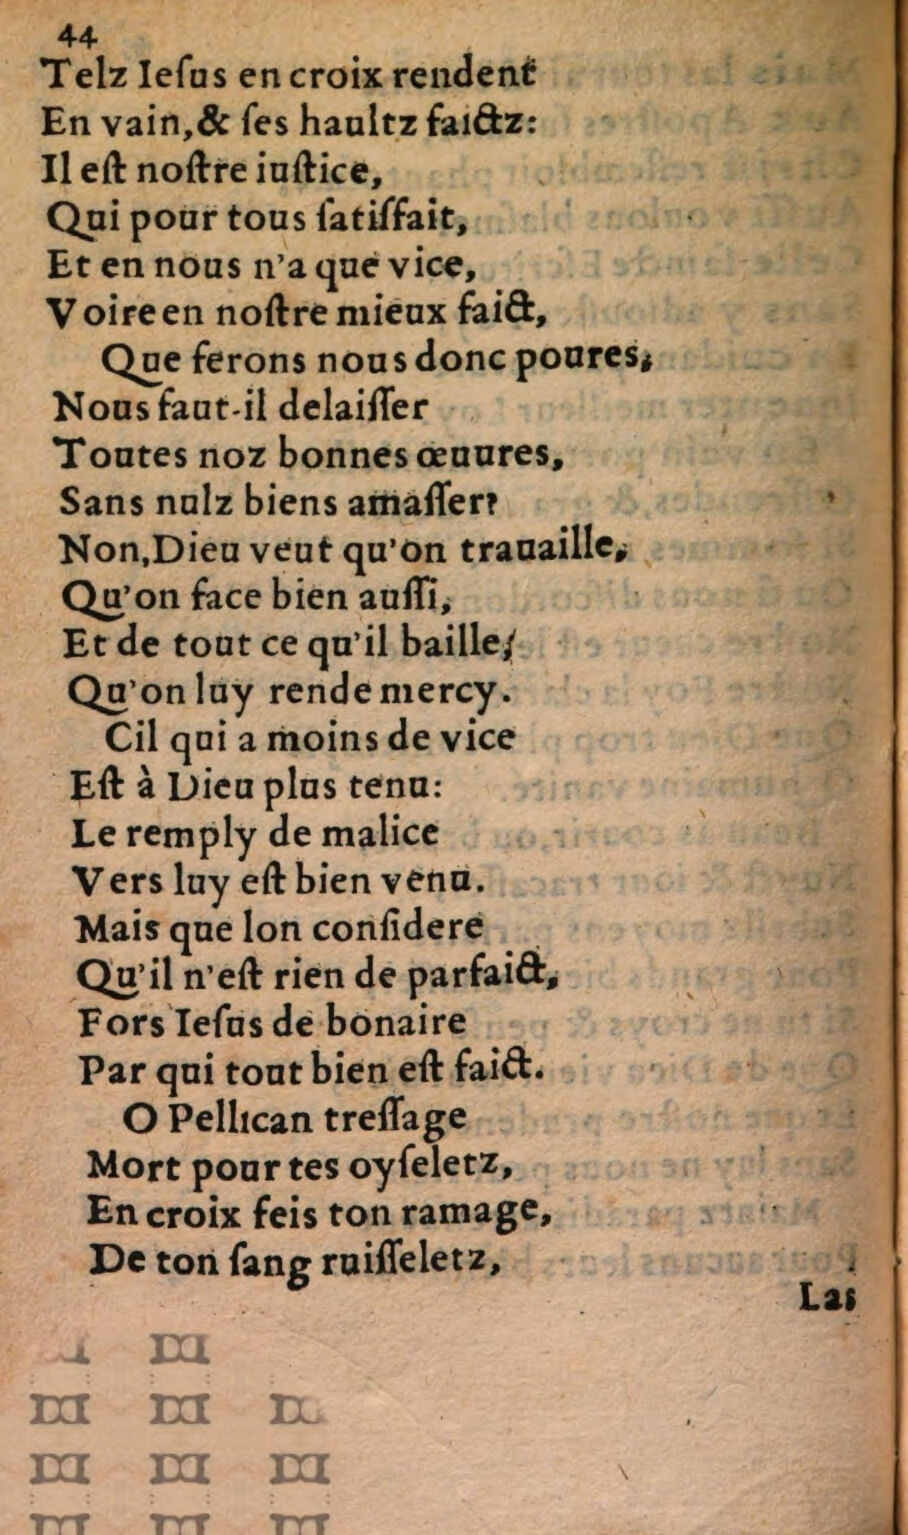 44
Telz Ieſus en croix rendent
En vain,& ſes haultz faictz:
Il eſt noſtre iuſtice,
Qui pour tous ſatiſfait,
Et en nous n'a que vice,
Voire en noſtre mieux faict,
Que ferons nous donc poures,
Nous faut-il delaiſſer
Toutes noz bonnes œuures,
Sans nulz biens amaſſer?
Non,Dieu veut qu'on trauaille,
Qu'on face bien auſſi,
Et de tout ce qu'il baille,
Qu'on luy rende mercy.
Cil qui a moins de vice
Eſt à Dieu plus tenu:
Le remply de malice
Vers luy eſt bien venu.
Mais que lon conſidere
Qu'il n'eſt rien de parfaict,
Fors Ieſus de bonaire
Par qui tout bien eſt faict.
O Pellican treſſage
Mort pour tes oyſeletz,
En croix feis ton ramage,
De ton ſang ruiſſeletz,
Las